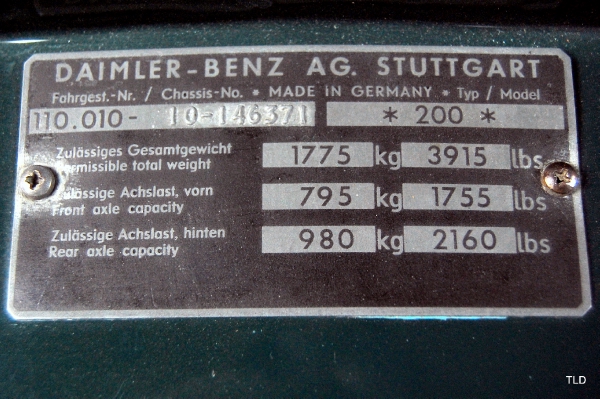 DAIMLER-BENZ AG. STUTTGART
Fahrgest.-Nr. / Chassis-No. * MADE IN GERMANY * Typ / Model
110.010- 10-146371 * 200 *
Zulässiges Gesamtgewicht
Permissible total weight 1775 kg 3915 lbs
Zulässige Achslast, vorn
Front axle capacity 795 kg 1755 lbs
Zulässige Achslast, hinten
Rear axle capacity 980 kg 2160 lbs
TLD